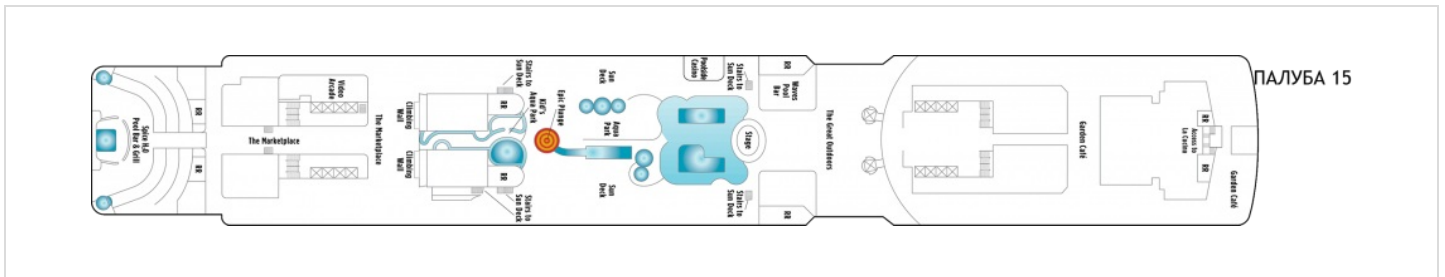 Spice H₂O
Pool Bar & Grill
RR
RR
The Marketplace
Video
Arcade
The Marketplace
Climbing
Wall
Climbing
Wall
Stairs to
Sun Deck
RR
Kid's
Aqua Park
Epic Plunge
RR
Stairs to
Sun Deck
Sun
Deck
Aqua
Park
Sun
Deck
Poolside
Casino
Stairs to
Sun Deck
Stage
Stairs to
Sun Deck
RR
Waves
Pool
Bar
RR
The Great Outdoors
Garden Café
RR
Access to
La Cucina
RR
Garden Café
ПАЛУБА 15